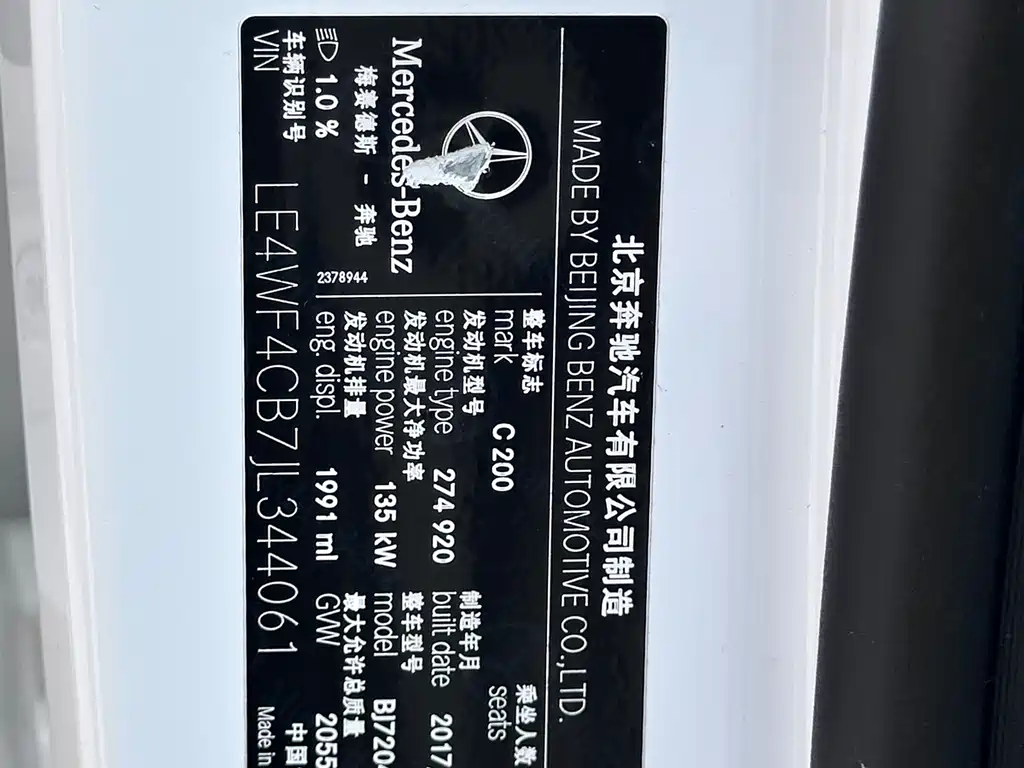 北京奔驰汽车有限公司制造
MADE BY BEIJING BENZ AUTOMOTIVE CO.,LTD.
Mercedes-Benz
梅赛德斯 - 奔驰
1.0 %
2378944
整车标志
mark C 200
乘坐人数
seats
发动机型号
engine type 274 920
制造年月
built date 2017
发动机最大净功率
engine power 135 kW
整车型号
model BJ720
发动机排量
eng. displ. 1991 ml
最大允许总质量
GVW 2055
车辆识别号
VIN LE4WF4CB7JL344061
中国
Made in